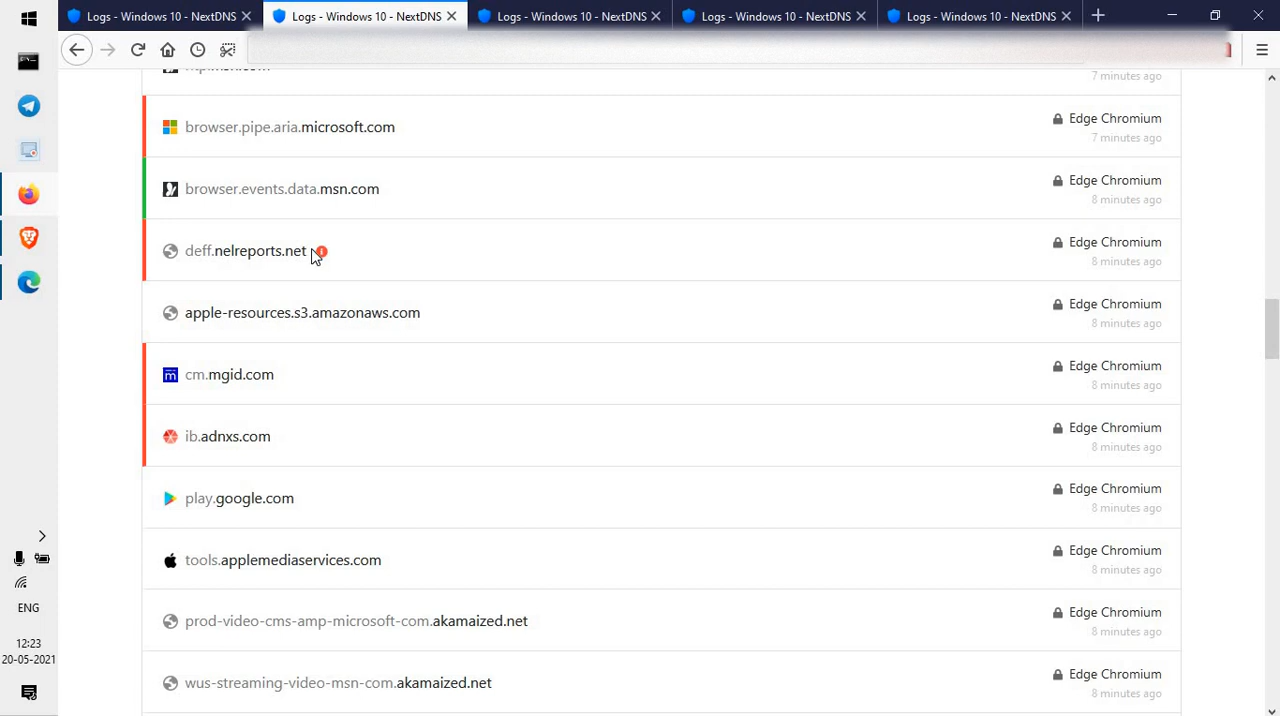 Logs - Windows 10 - NextDNS
Logs - Windows 10 - NextDNS
Logs - Windows 10 - NextDNS
Logs - Windows 10 - NextDNS
Logs - Windows 10 - NextDNS
7 minutes ago
browser.pipe.aria.microsoft.com
Edge Chromium
7 minutes ago
browser.events.data.msn.com
Edge Chromium
8 minutes ago
deff.nelreports.net
Edge Chromium
8 minutes ago
apple-resources.s3.amazonaws.com
Edge Chromium
8 minutes ago
cm.mgid.com
Edge Chromium
8 minutes ago
ib.adnxs.com
Edge Chromium
8 minutes ago
play.google.com
Edge Chromium
8 minutes ago
tools.applemediaservices.com
Edge Chromium
8 minutes ago
prod-video-cms-amp-microsoft-com.akamaized.net
Edge Chromium
8 minutes ago
wus-streaming-video-msn-com.akamaized.net
Edge Chromium
8 minutes ago
ENG
12:23
20-05-2021